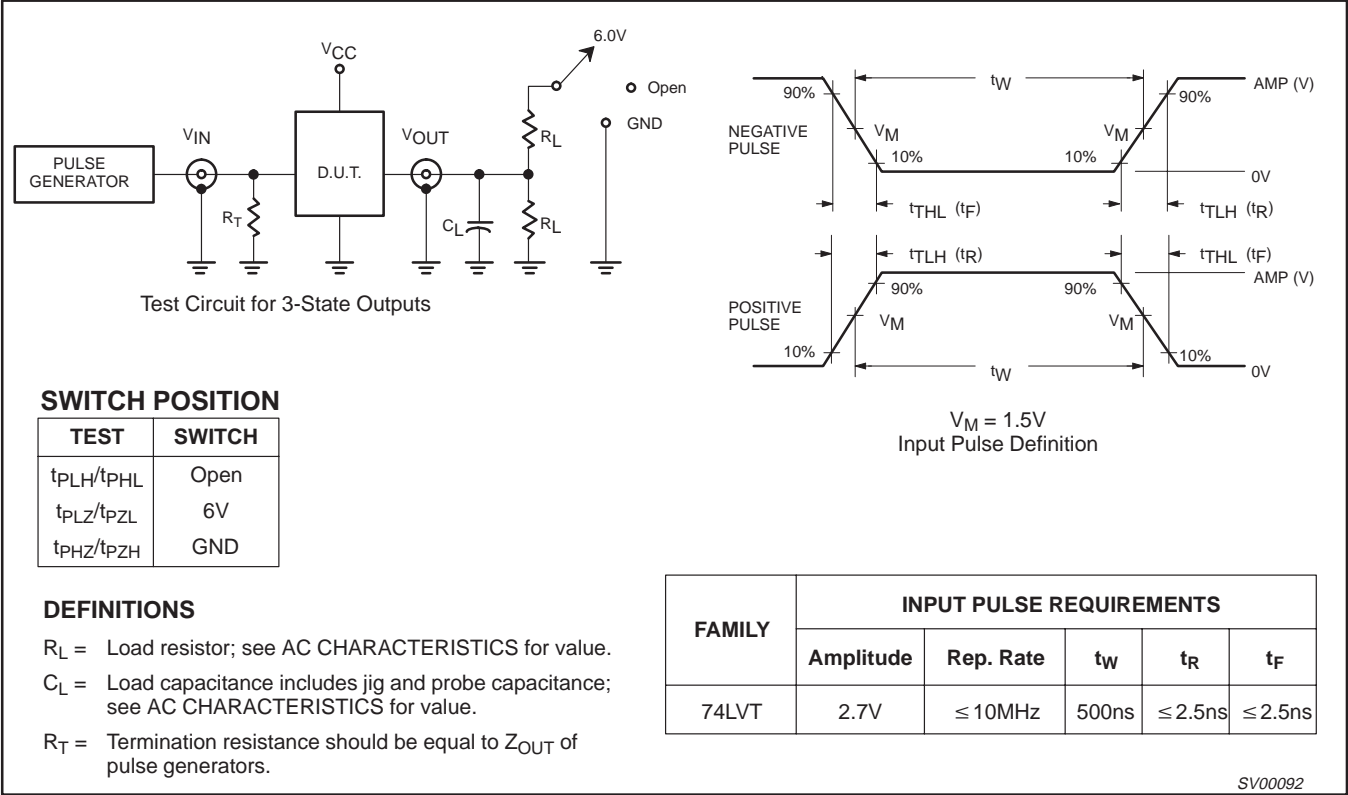 6.0V
VCC
Open
GND
VIN
VOUT
RL
PULSE
GENERATOR
D.U.T.
RT
CL
RL
Test Circuit for 3-State Outputs
tW
AMP (V)
90%
90%
NEGATIVE
PULSE
VM
VM
10%
10%
0V
tTHL (tF)
tTLH (tR)
tTLH (tR)
tTHL (tF)
AMP (V)
90%
90%
POSITIVE
PULSE
VM
VM
10%
10%
tW
0V
VM = 1.5V
Input Pulse Definition
SWITCH POSITION
TEST SWITCH
tPLH/tPHL Open
tPLZ/tPZL 6V
tPHZ/tPZH GND
DEFINITIONS
RL = Load resistor; see AC CHARACTERISTICS for value.
CL = Load capacitance includes jig and probe capacitance;
see AC CHARACTERISTICS for value.
RT = Termination resistance should be equal to ZOUT of
pulse generators.
FAMILY
INPUT PULSE REQUIREMENTS
Amplitude Rep. Rate tW tR tF
74LVT 2.7V ≤10MHz 500ns ≤2.5ns ≤2.5ns
SV00092